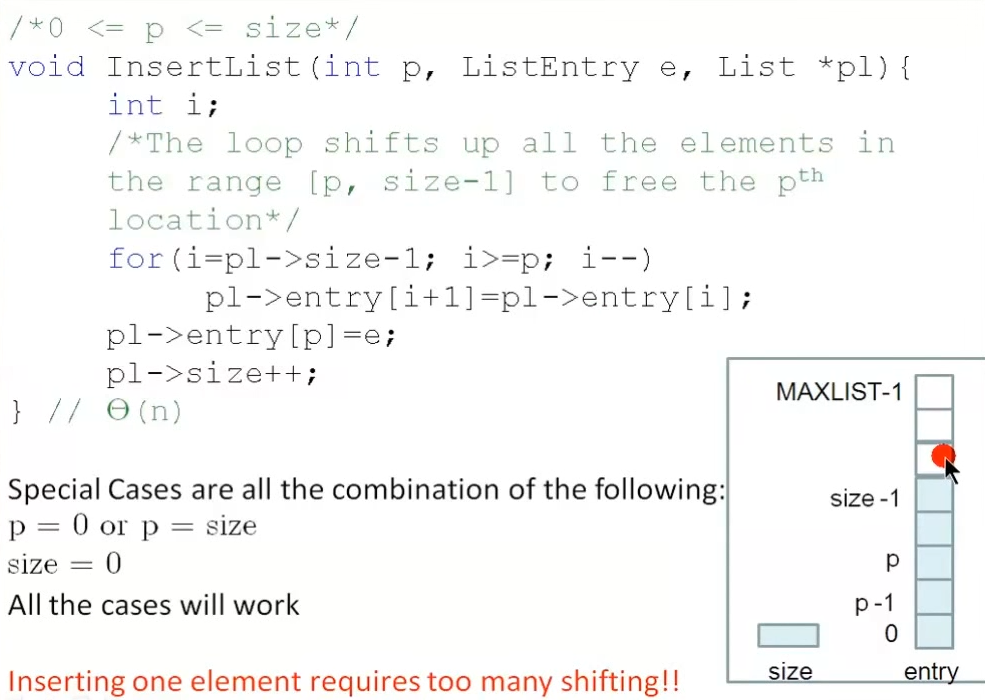 /*0 <= p <= size*/
void InsertList(int p, ListEntry e, List *pl){
int i;
/*The loop shifts up all the elements in
the range [p, size-1] to free the pth
location*/
for(i=pl->size-1; i>=p; i--)
pl->entry[i+1]=pl->entry[i];
pl->entry[p]=e;
pl->size++;
} // Θ(n)
Special Cases are all the combination of the following:
p = 0 or p = size
size = 0
All the cases will work
Inserting one element requires too many shifting!!
MAXLIST-1
size -1
p
p -1
0
size
entry